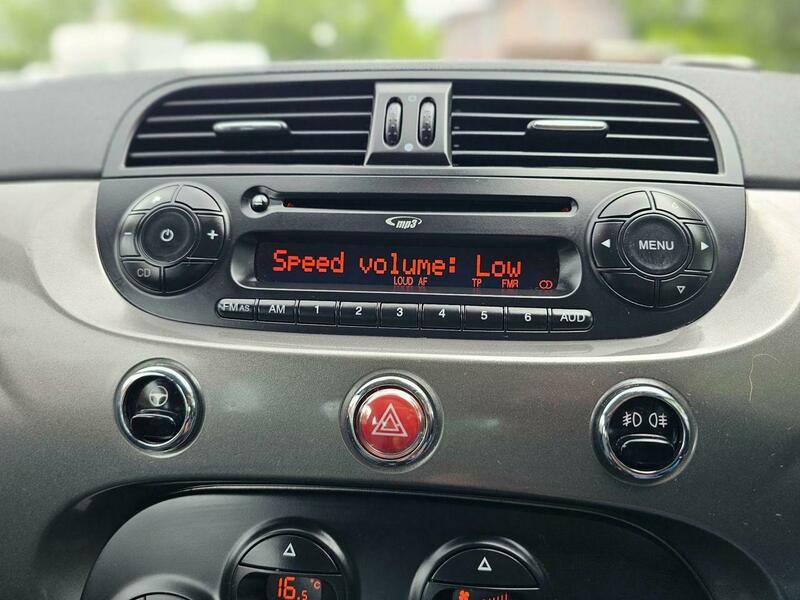 mp3
Speed volume: Low
LOUD AF TP FMR
− + CD
MENU
FM AS AM 1 2 3 4 5 6 AUD
16.5 °C